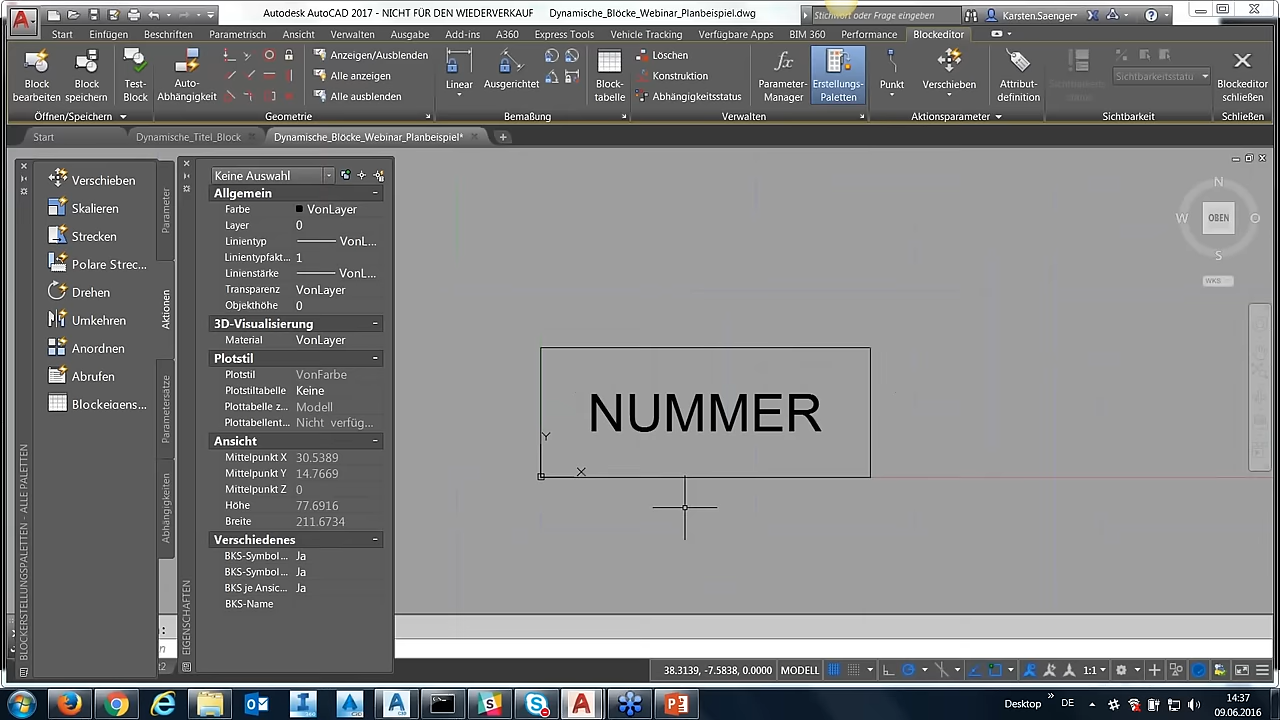 Autodesk AutoCAD 2017 - NICHT FÜR DEN WIEDERVERKAUF Dynamische_Blöcke_Webinar_Planbeispiel.dwg
Stichwort oder Frage eingeben
Karsten.Saenger
Start Einfügen Beschriften Parametrisch Ansicht Verwalten Ausgabe Add-ins A360 Express Tools Vehicle Tracking Verfügbare Apps BIM 360 Performance Blockeditor
Block bearbeiten
Block speichern
Test-Block
Auto-Abhängigkeit
Anzeigen/Ausblenden
Alle anzeigen
Alle ausblenden
Linear
Ausgerichtet
Block-tabelle
Löschen
Konstruktion
Abhängigkeitsstatus
fx
Parameter-Manager
Erstellungs-Paletten
Punkt
Verschieben
Attribut-definition
Sichtbarkeitsstatu
Blockeditor schließen
Öffnen/Speichern Geometrie Bemaßung Verwalten Aktionsparameter Sichtbarkeit Schließen
Start Dynamische_Titel_Block Dynamische_Blöcke_Webinar_Planbeispiel*
Verschieben
Skalieren
Strecken
Polare Strec...
Drehen
Umkehren
Anordnen
Abrufen
Blockeigens...
Parameter
Aktionen
Parametersätze
Abhängigkeiten
BLOCKERSTELLUNGSPALETTEN - ALLE PALETTEN
EIGENSCHAFTEN
Keine Auswahl
Allgemein
Farbe VonLayer
Layer 0
Linientyp VonL...
Linientypfakt... 1
Linienstärke VonL...
Transparenz VonLayer
Objekthöhe 0
3D-Visualisierung
Material VonLayer
Plotstil
Plotstil VonFarbe
Plotstiltabelle Keine
Plottabelle z... Modell
Plottabellent... Nicht verfüg...
Ansicht
Mittelpunkt X 30.5389
Mittelpunkt Y 14.7669
Mittelpunkt Z 0
Höhe 77.6916
Breite 211.6734
Verschiedenes
BKS-Symbol ... Ja
BKS-Symbol ... Ja
BKS je Ansic... Ja
BKS-Name
NUMMER
Y
X
N
W OBEN O
S
WKS
38.3139, -7.5838, 0.0000 MODELL 1:1
Desktop DE 14:37
09.06.2016